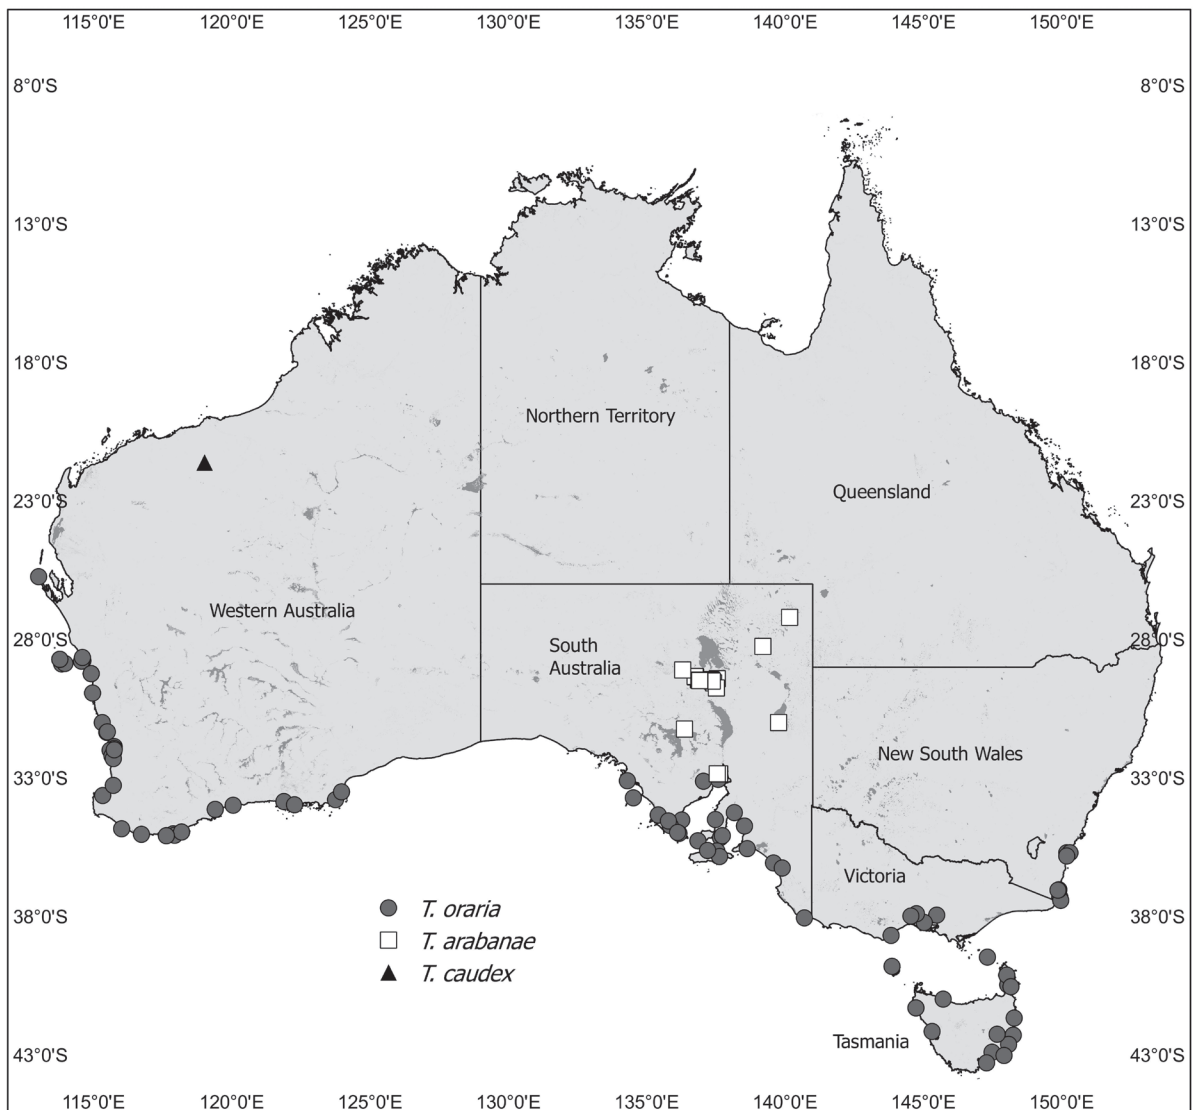 115°0'E 120°0'E 125°0'E 130°0'E 135°0'E 140°0'E 145°0'E 150°0'E
8°0'S 8°0'S
13°0'S 13°0'S
18°0'S 18°0'S
Northern Territory
Queensland
23°0'S 23°0'S
Western Australia
28°0'S 28°0'S
South
Australia
New South Wales
33°0'S 33°0'S
Victoria
T. oraria
38°0'S 38°0'S
T. arabanae
T. caudex
Tasmania
43°0'S 43°0'S
115°0'E 120°0'E 125°0'E 130°0'E 135°0'E 140°0'E 145°0'E 150°0'E